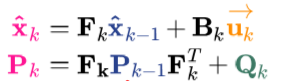 x̂ₖ = Fₖx̂ₖ₋₁ + Bₖu⃗ₖ
Pₖ = FₖPₖ₋₁Fₖᵀ + Qₖ